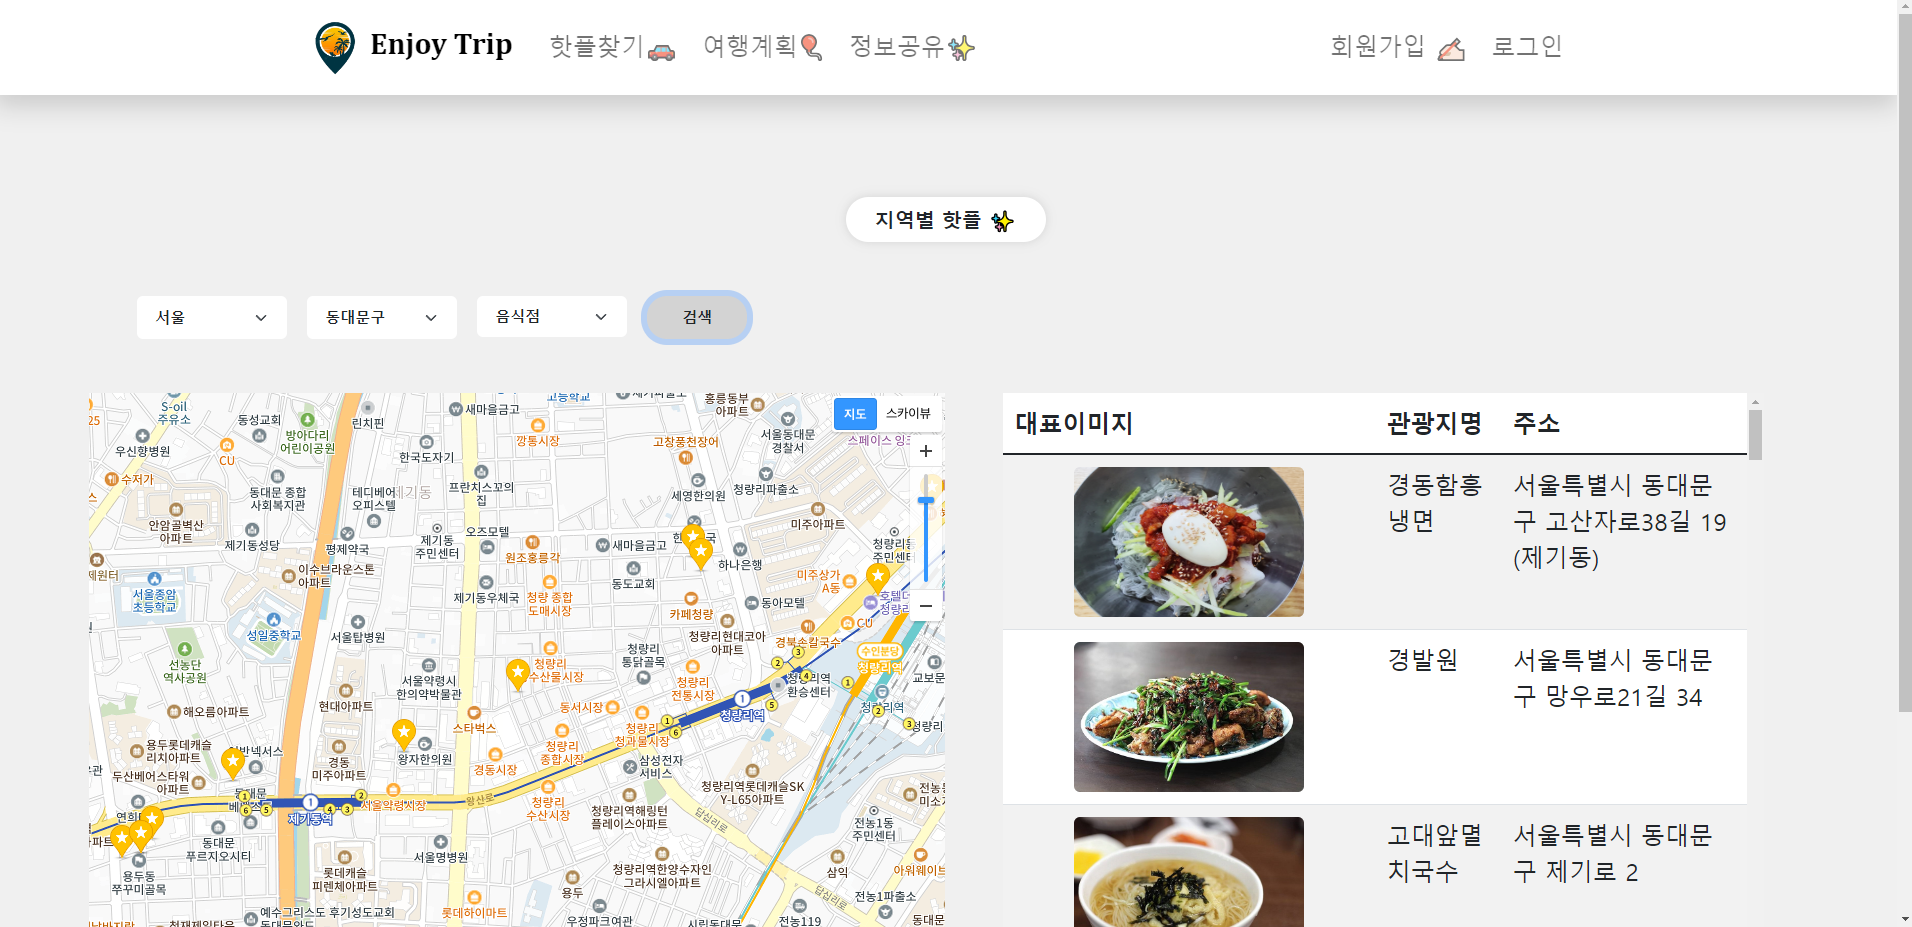 Enjoy Trip
핫플찾기
여행계획
정보공유
회원가입
로그인
지역별 핫플
서울
동대문구
음식점
검색
지도
스카이뷰
대표이미지
관광지명
주소
경동함흥
냉면
서울특별시 동대문
구 고산자로38길 19
(제기동)
경발원
서울특별시 동대문
구 망우로21길 34
고대앞멸
치국수
서울특별시 동대문
구 제기로 2
S-oil
주유소
동성교회
방아다리
어린이공원
린치핀
새마을금고
고등학교
홍릉동부
아파트
25
우신향병원
CU
깡통시장
한국도자기
고창풍천장어
서울동대문
경찰서
수저가
동대문 종합
사회복지관
테디베어
오피스텔
제기동
프란치스꼬의
집
세영한의원
청량리파출소
안암골벽산
아파트
제기동성당
평제약국
제기동
주민센터
오즈모텔
원조홍릉각
새마을금고
하나은행
미주아파트
주민센터
이수브라운스톤
아파트
서울종암
초등학교
제기동우체국
청량 종합
도매시장
동도교회
미주상가
A동
카페청량
동아모텔
성일중학교
서울탑병원
청량리현대코아
아파트
경북손칼국수
CU
수인분당
청량리역
선농단
역사공원
서울약령시
한의약박물관
청량리
수산물시장
청량리
통닭골목
청량리
전통시장
환승센터
교보문
해오름아파트
현대아파트
스타벅스
동서시장
청량리
청과물시장
청량리역
용두롯데캐슬
리치아파트
왕자한의원
청량리
종합시장
두산베어스타워
아파트
경동
미주아파트
경동시장
삼성전자
서비스
청량리역롯데캐슬SK
Y-L65아파트
서울약령시장
왕산로
제기동역
청량리
수산시장
청량리역해링턴
플레이스아파트
답십리로
전농1동
주민센터
동대문
푸르지오시티
서울명병원
용두동
쭈꾸미골목
롯데캐슬
피렌체아파트
용두
청량리역한양수자인
그라시엘아파트
삼익
아워웨이브
롯데하이마트
전농1파출소
예수그리스도 후기성도교회
우정파크여관
전농119
동대문